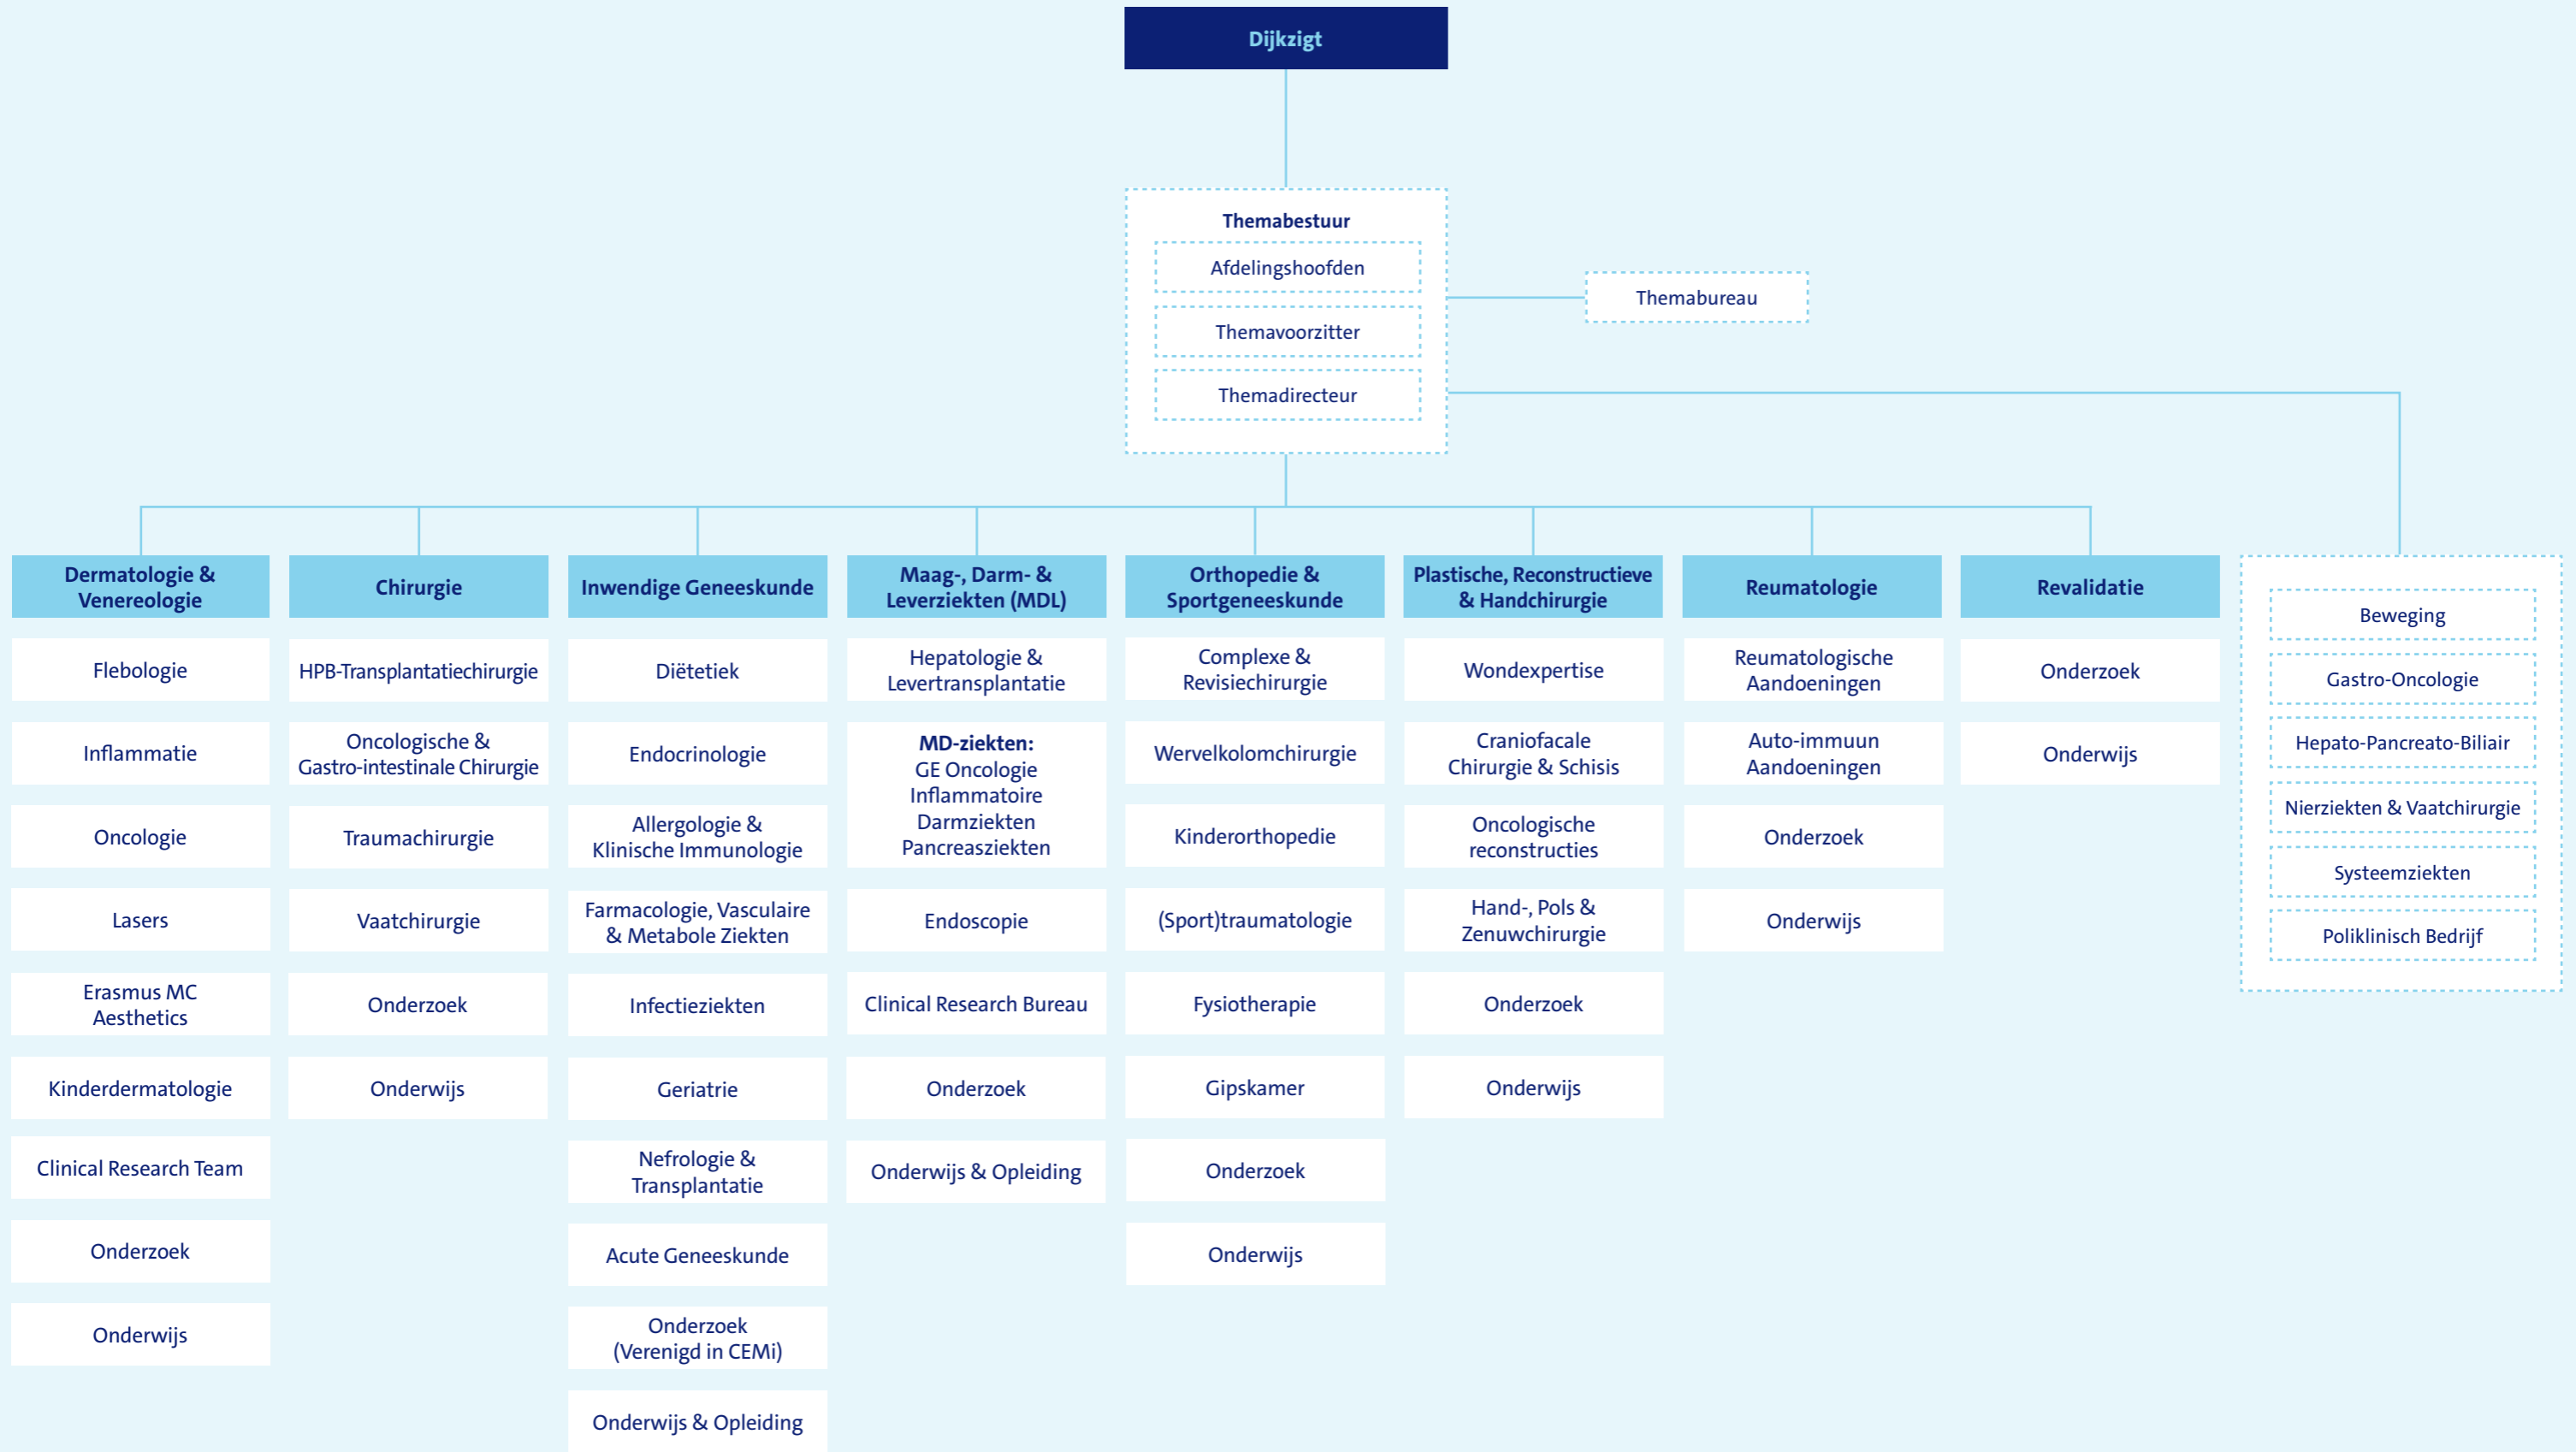 Dijkzigt
Themabestuur
Afdelingshoofden
Themavoorzitter
Themadirecteur
Themabureau
Dermatologie &
Venereologie
Flebologie
Inflammatie
Oncologie
Lasers
Erasmus MC
Aesthetics
Kinderdermatologie
Clinical Research Team
Onderzoek
Onderwijs
Chirurgie
HPB-Transplantatiechirurgie
Oncologische &
Gastro-intestinale Chirurgie
Traumachirurgie
Vaatchirurgie
Onderzoek
Onderwijs
Inwendige Geneeskunde
Diëtetiek
Endocrinologie
Allergologie &
Klinische Immunologie
Farmacologie, Vasculaire
& Metabole Ziekten
Infectieziekten
Geriatrie
Nefrologie &
Transplantatie
Acute Geneeskunde
Onderzoek
(Verenigd in CEMi)
Onderwijs & Opleiding
Maag-, Darm- &
Leverziekten (MDL)
Hepatologie &
Levertransplantatie
MD-ziekten:
GE Oncologie
Inflammatoire
Darmziekten
Pancreasziekten
Endoscopie
Clinical Research Bureau
Onderzoek
Onderwijs & Opleiding
Orthopedie &
Sportgeneeskunde
Complexe &
Revisiechirurgie
Wervelkolomchirurgie
Kinderorthopedie
(Sport)traumatologie
Fysiotherapie
Gipskamer
Onderzoek
Onderwijs
Plastische, Reconstructieve
& Handchirurgie
Wondexpertise
Craniofacale
Chirurgie & Schisis
Oncologische
reconstructies
Hand-, Pols &
Zenuwchirurgie
Onderzoek
Onderwijs
Reumatologie
Reumatologische
Aandoeningen
Auto-immuun
Aandoeningen
Onderzoek
Onderwijs
Revalidatie
Onderzoek
Onderwijs
Beweging
Gastro-Oncologie
Hepato-Pancreato-Biliair
Nierziekten & Vaatchirurgie
Systeemziekten
Poliklinisch Bedrijf